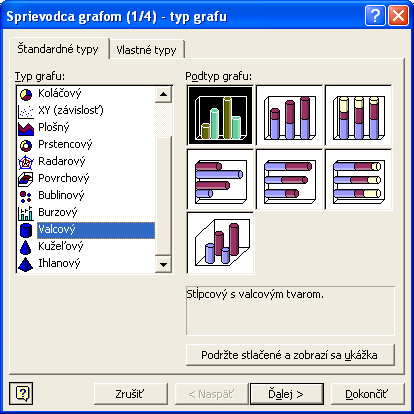 Sprievodca grafom (1/4) - typ grafu
Štandardné typy
Vlastné typy
Typ grafu:
Podtyp grafu:
Koláčový
XY (závislosť)
Plošný
Prstencový
Radarový
Povrchový
Bublinový
Burzový
Valcový
Kužeľový
Ihlanový
Stĺpcový s valcovým tvarom.
Podržte stlačené a zobrazí sa ukážka
Zrušiť
< Naspäť
Ďalej >
Dokončiť